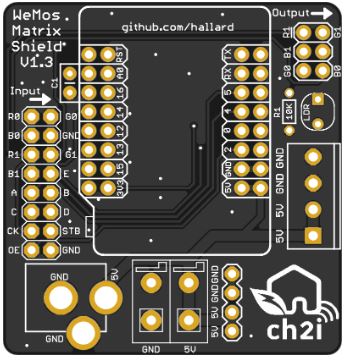 WeMos
Matrix
Shield
V1.3
github.com/hallard
Output
R1 G1
B1
B0 G0
Input
C1
RST TX
A0 RX
16 5
14 4
12 0
13 2
15 GND
3V3 5V
R1
10K
LDR
R0 G0
B0 GND
R1 G1
B1 E
A B
C D
CK STB
OE GND
GND
GND
5V
5V
GND
5V
GND
GND
5V
GND
GND
5V
5V
ch2i